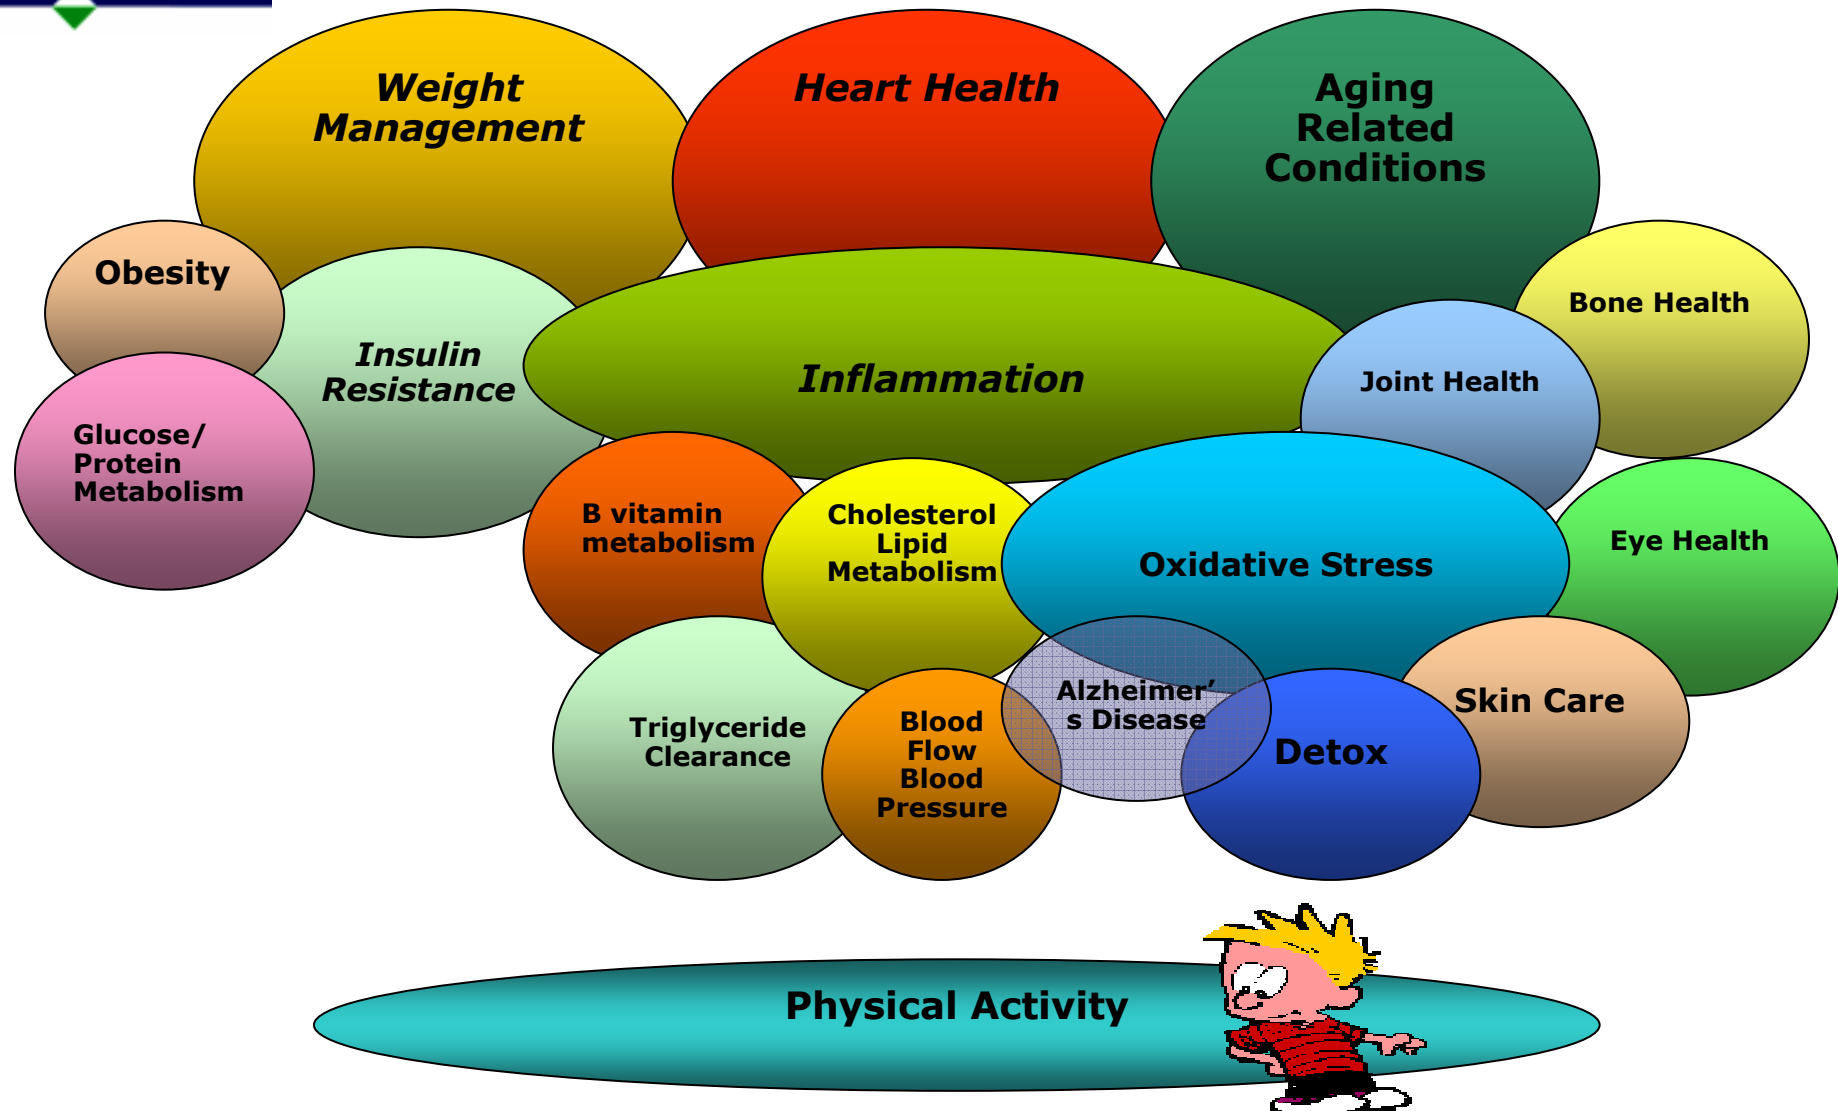 Weight
Management
Heart Health
Aging
Related
Conditions
Obesity
Bone Health
Insulin
Resistance
Inflammation
Joint Health
Glucose/
Protein
Metabolism
B vitamin
metabolism
Cholesterol
Lipid
Metabolism
Oxidative Stress
Eye Health
Triglyceride
Clearance
Blood
Flow
Blood
Pressure
Alzheimer’
s Disease
Detox
Skin Care
Physical Activity